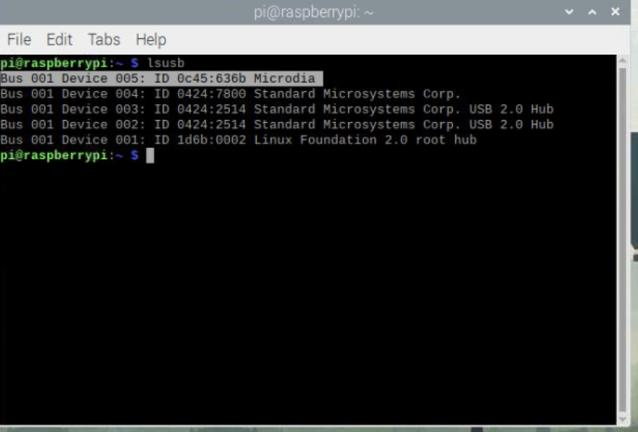 pi@raspberrypi: ~
File Edit Tabs Help
pi@raspberrypi:~ $ lsusb
Bus 001 Device 005: ID 0c45:636b Microdia
Bus 001 Device 004: ID 0424:7800 Standard Microsystems Corp.
Bus 001 Device 003: ID 0424:2514 Standard Microsystems Corp. USB 2.0 Hub
Bus 001 Device 002: ID 0424:2514 Standard Microsystems Corp. USB 2.0 Hub
Bus 001 Device 001: ID 1d6b:0002 Linux Foundation 2.0 root hub
pi@raspberrypi:~ $